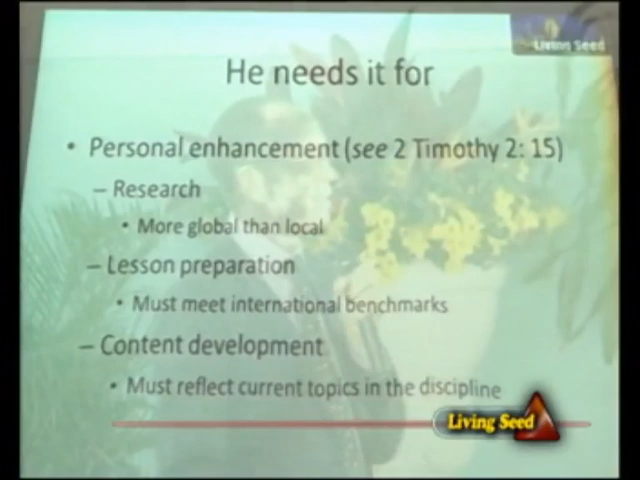 Living Seed
He needs it for
• Personal enhancement (see 2 Timothy 2: 15)
– Research
• More global than local
– Lesson preparation
• Must meet international benchmarks
– Content development
• Must reflect current topics in the discipline
Living Seed